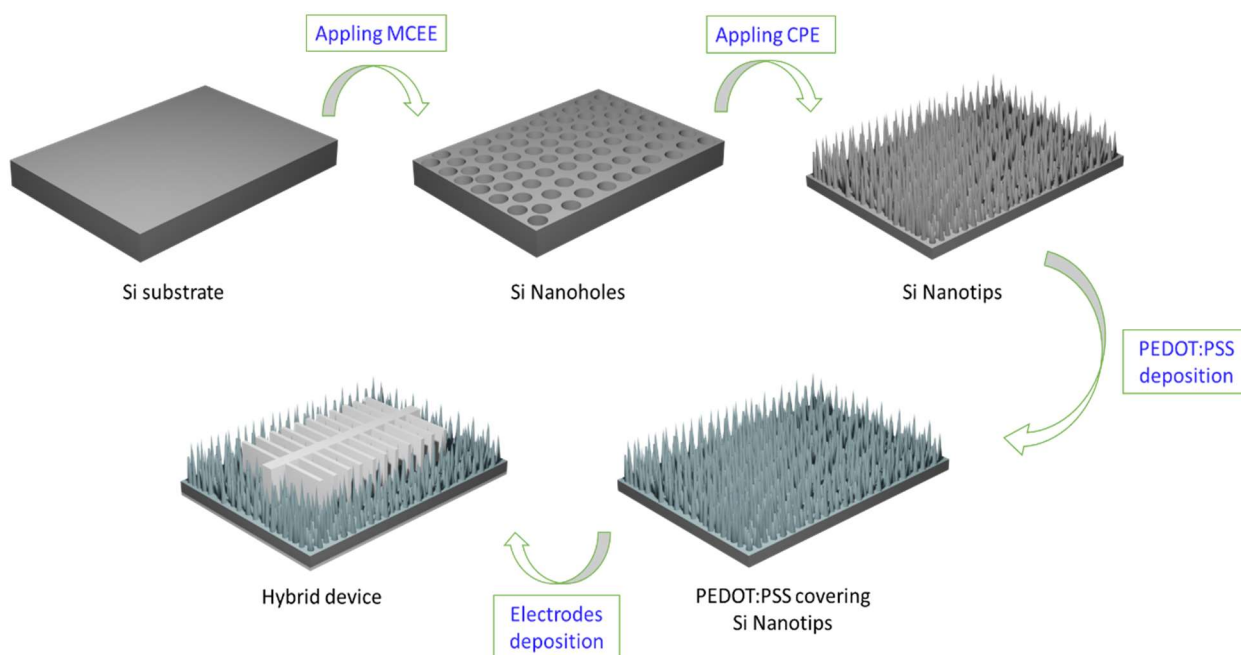 Appling MCEE
Appling CPE
Si substrate
Si Nanoholes
Si Nanotips
PEDOT:PSS
deposition
Hybrid device
Electrodes
deposition
PEDOT:PSS covering
Si Nanotips